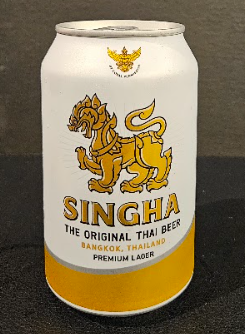 SINGHA
THE ORIGINAL THAI BEER
BANGKOK, THAILAND
PREMIUM LAGER